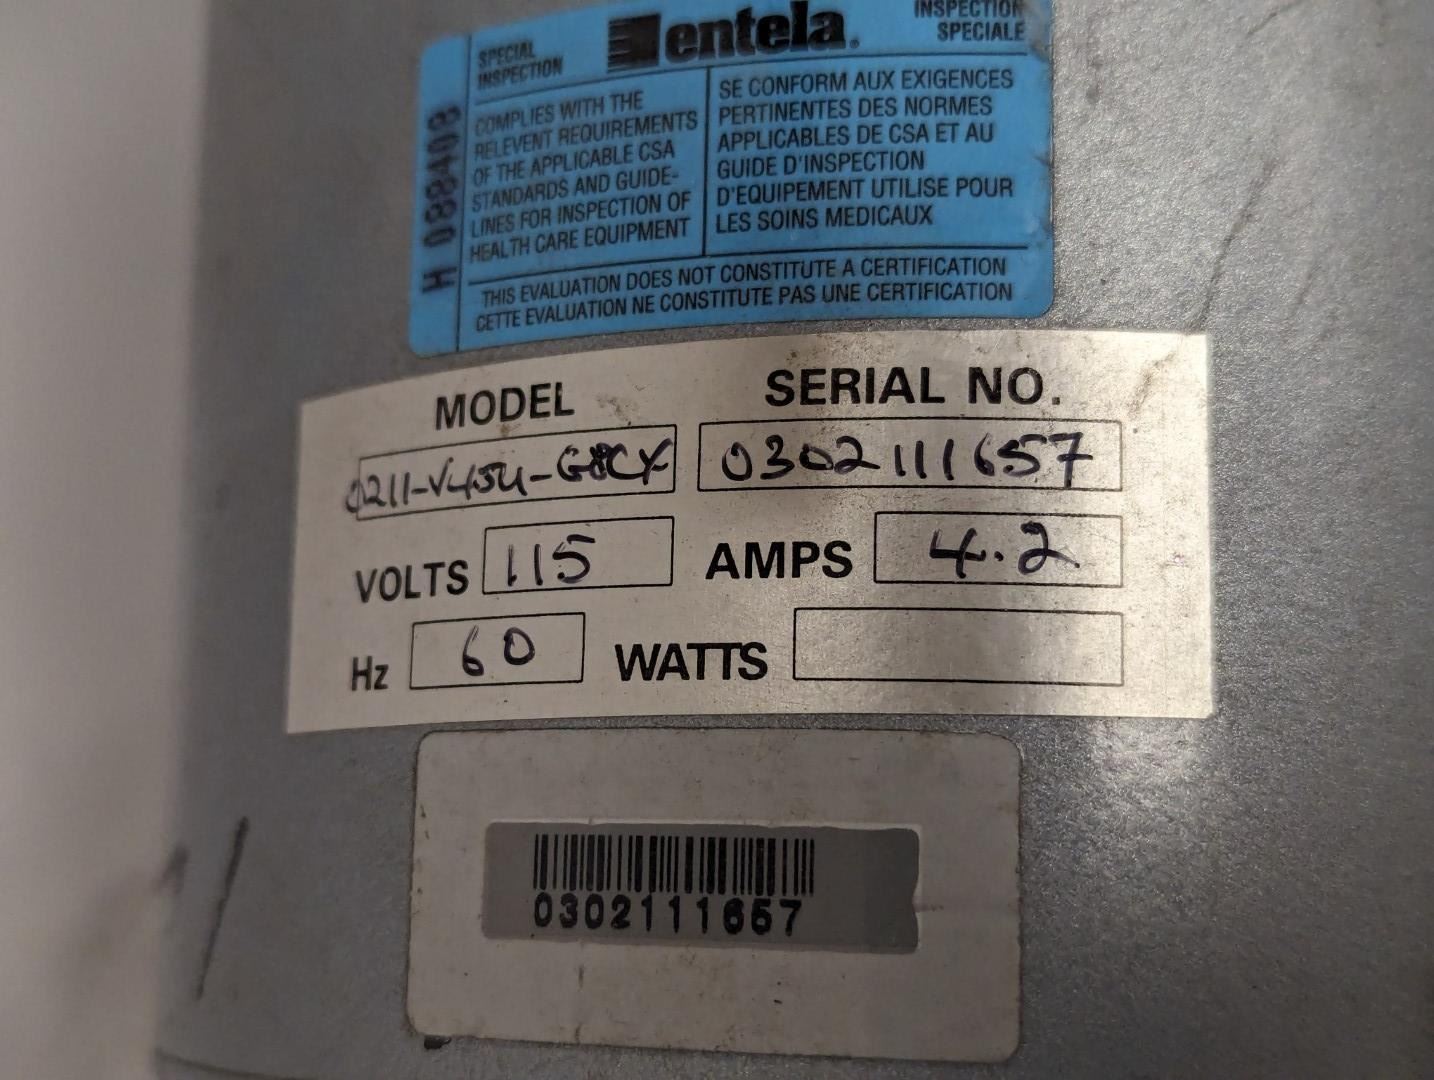 SPECIAL
INSPECTION
entela.
INSPECTION
SPECIALE
H 088408
COMPLIES WITH THE
RELEVENT REQUIREMENTS
OF THE APPLICABLE CSA
STANDARDS AND GUIDE-
LINES FOR INSPECTION OF
HEALTH CARE EQUIPMENT
SE CONFORM AUX EXIGENCES
PERTINENTES DES NORMES
APPLICABLES DE CSA ET AU
GUIDE D'INSPECTION
D'EQUIPEMENT UTILISE POUR
LES SOINS MEDICAUX
THIS EVALUATION DOES NOT CONSTITUTE A CERTIFICATION
CETTE EVALUATION NE CONSTITUTE PAS UNE CERTIFICATION
MODEL
SERIAL NO.
0302111657
VOLTS 115 AMPS 4.2
Hz 60 WATTS
0302111657